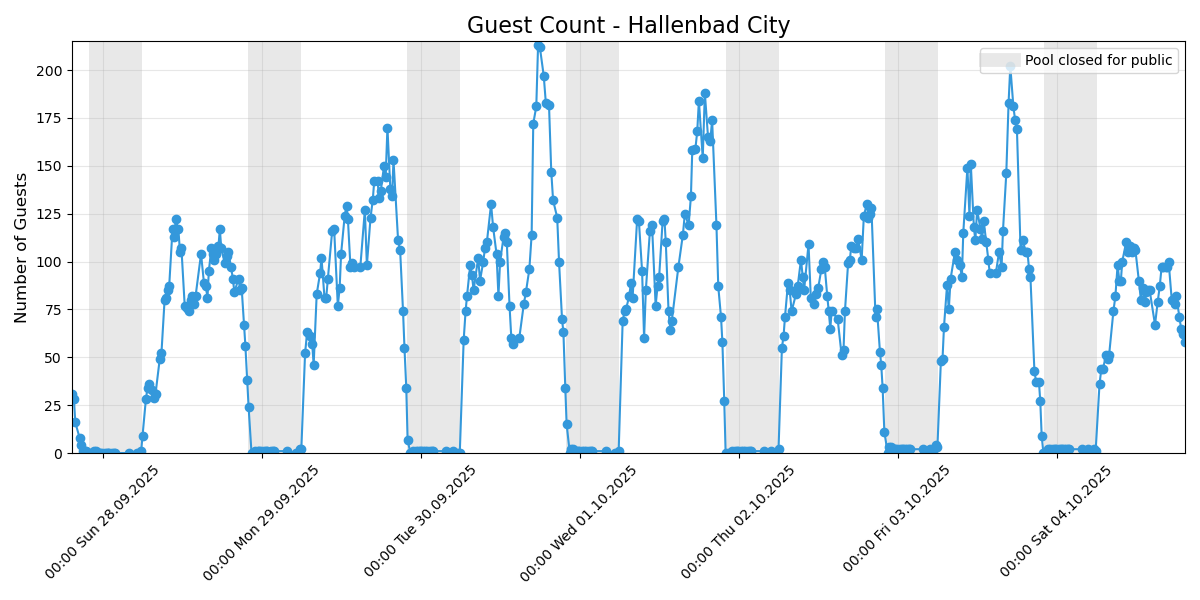 Guest Count - Hallenbad City
Pool closed for public
Number of Guests
200
175
150
125
100
75
50
25
0
00:00 Sun 28.09.2025
00:00 Mon 29.09.2025
00:00 Tue 30.09.2025
00:00 Wed 01.10.2025
00:00 Thu 02.10.2025
00:00 Fri 03.10.2025
00:00 Sat 04.10.2025